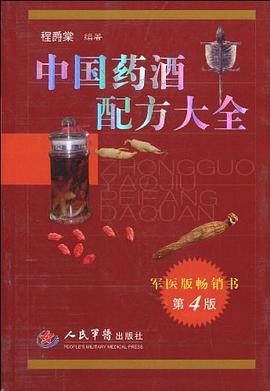 程爵棠 编著
中国药酒
配方大全
ZHONGGUO
YAOJIU
PEIFANG
DAQUAN
军医版畅销书
第4版
人民军医出版社
PEOPLE'S MILITARY MEDICAL PRESS